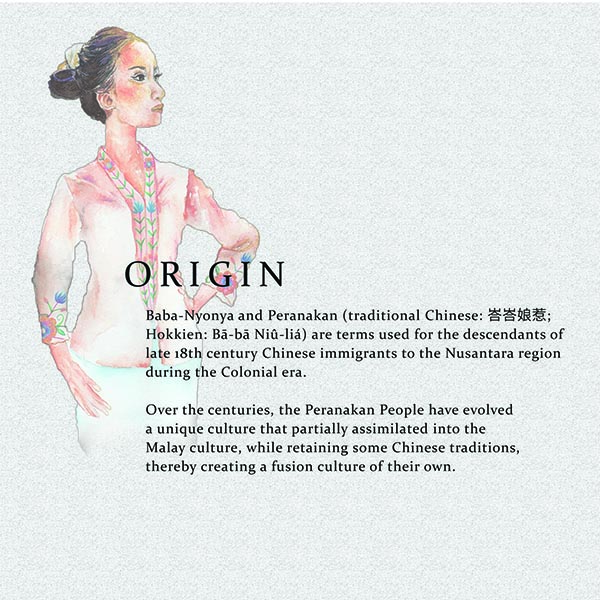 ORIGIN
Baba-Nyonya and Peranakan (traditional Chinese: 峇峇娘惹;
Hokkien: Bā-bā Niû-liá) are terms used for the descendants of
late 18th century Chinese immigrants to the Nusantara region
during the Colonial era.
Over the centuries, the Peranakan People have evolved
a unique culture that partially assimilated into the
Malay culture, while retaining some Chinese traditions,
thereby creating a fusion culture of their own.